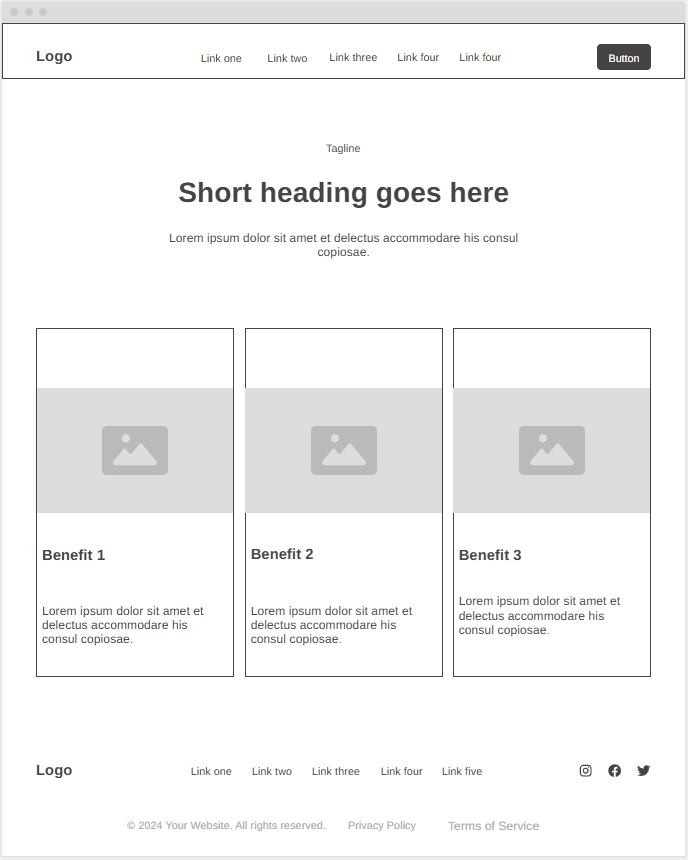 Logo
Link one
Link two
Link three
Link four
Link four
Button
Tagline
Short heading goes here
Lorem ipsum dolor sit amet et delectus accommodare his consul
copiosae.
Benefit 1
Lorem ipsum dolor sit amet et
delectus accommodare his
consul copiosae.
Benefit 2
Lorem ipsum dolor sit amet et
delectus accommodare his
consul copiosae.
Benefit 3
Lorem ipsum dolor sit amet et
delectus accommodare his
consul copiosae.
Logo
Link one
Link two
Link three
Link four
Link five
© 2024 Your Website. All rights reserved.
Privacy Policy
Terms of Service